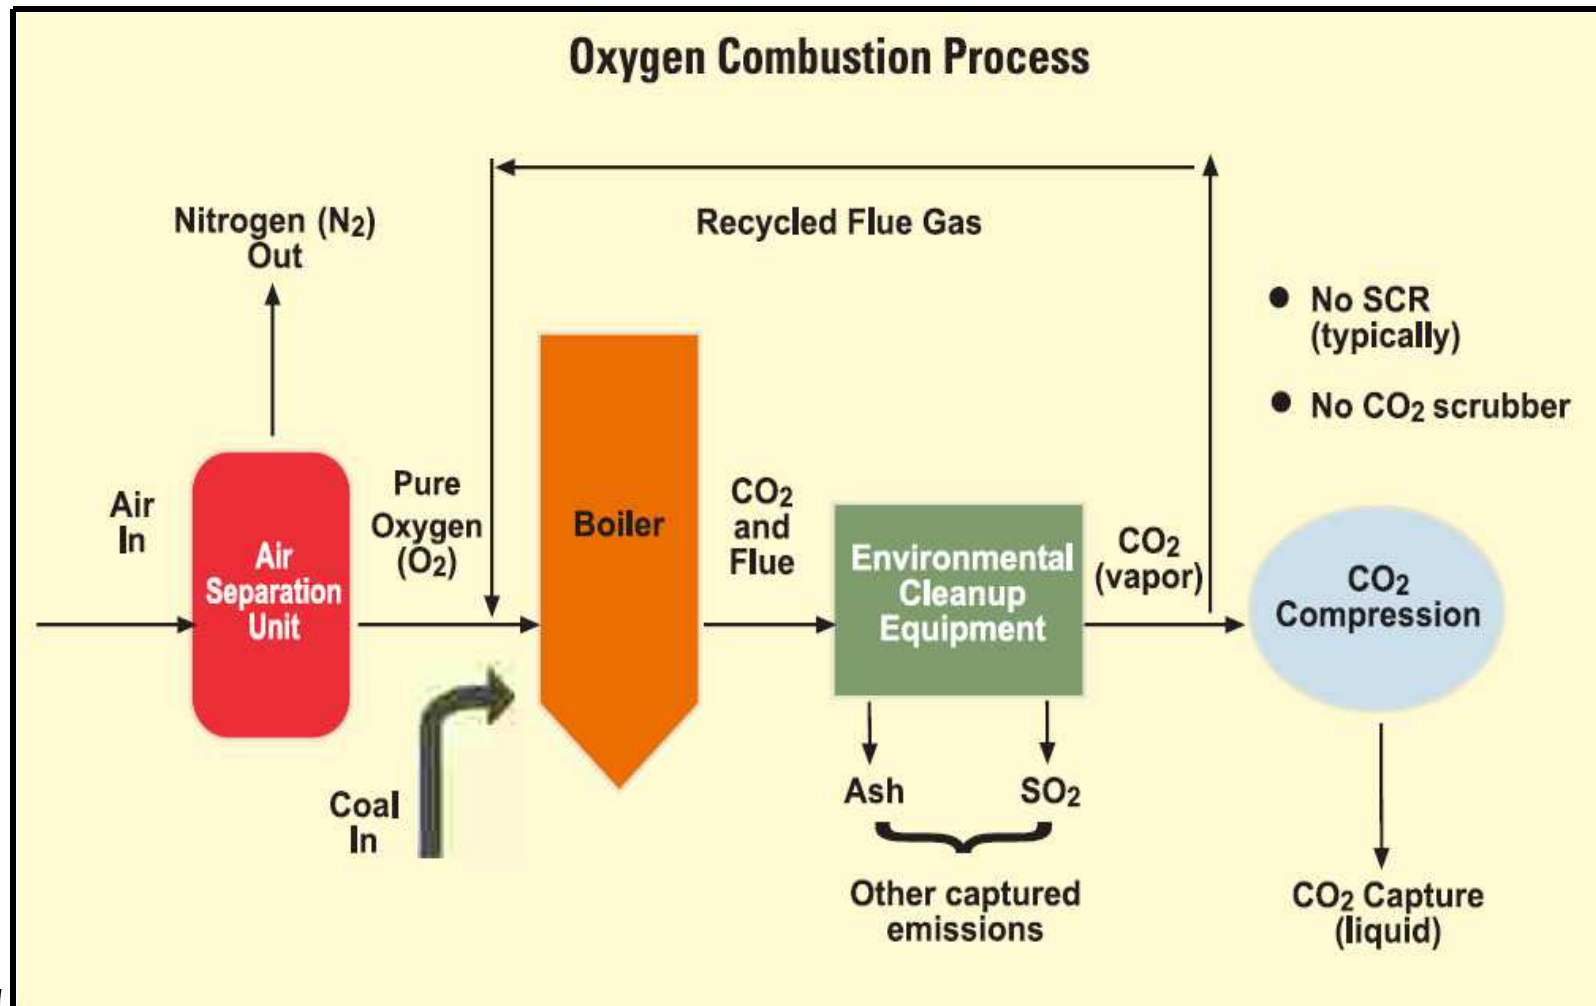 Oxygen Combustion Process
Nitrogen (N2)
Out
Recycled Flue Gas
● No SCR
(typically)
● No CO2 scrubber
Air
In
Air
Separation
Unit
Pure
Oxygen
(O2)
Boiler
CO2
and
Flue
Environmental
Cleanup
Equipment
CO2
(vapor)
CO2
Compression
Coal
In
Ash
SO2
Other captured
emissions
CO2 Capture
(liquid)